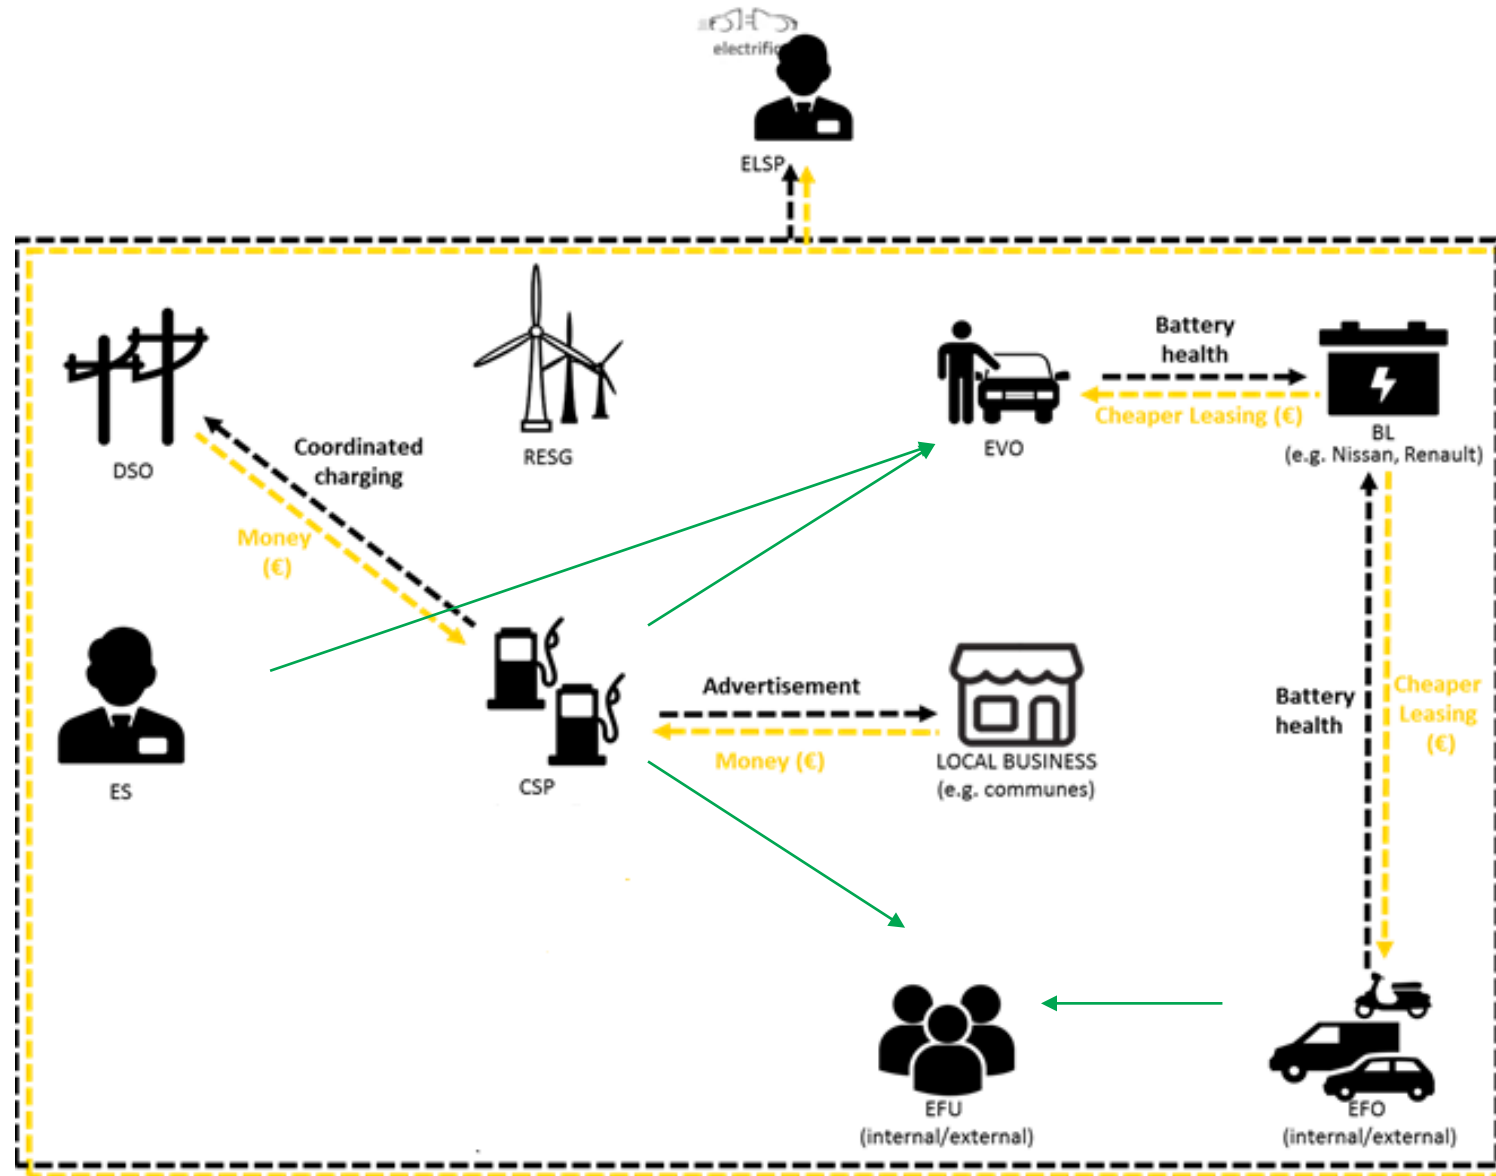 ELSP
DSO
RESG
Coordinated
charging
Money
(€)
EVO
Battery
health
Cheaper Leasing (€)
BL
(e.g. Nissan, Renault)
ES
CSP
Advertisement
Money (€)
LOCAL BUSINESS
(e.g. communes)
Battery
health
Cheaper
Leasing
(€)
EFU
(internal/external)
EFO
(internal/external)